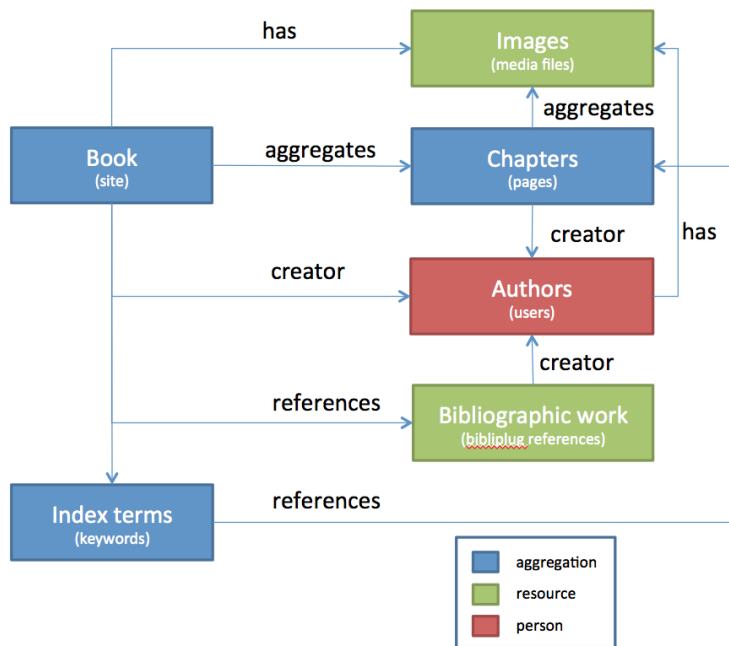 has
Images
(media files)
aggregates
Book
(site)
aggregates
Chapters
(pages)
creator
has
creator
Authors
(users)
creator
references
Bibliographic work
(bibliplug references)
Index terms
(keywords)
references
aggregation
resource
person